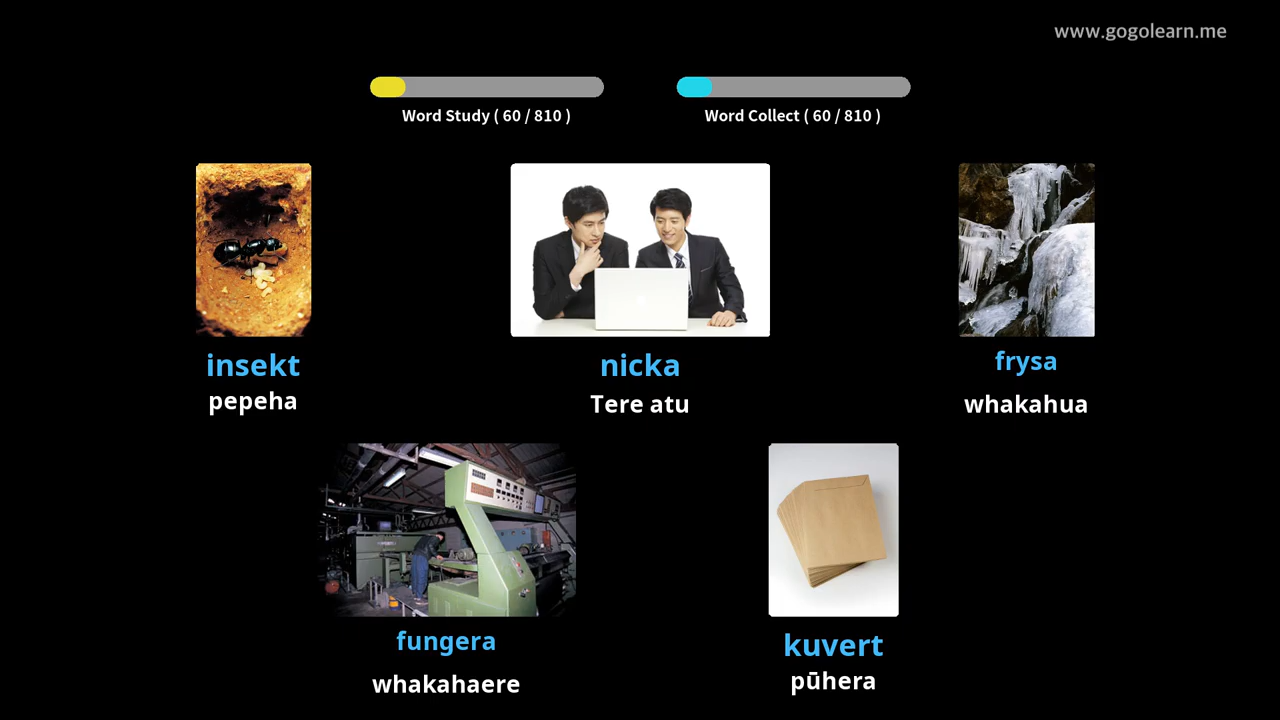 www.gogolearn.me
Word Study ( 60 / 810 )
Word Collect ( 60 / 810 )
insekt
pepeha
nicka
Tere atu
frysa
whakahua
fungera
whakahaere
kuvert
pūhera